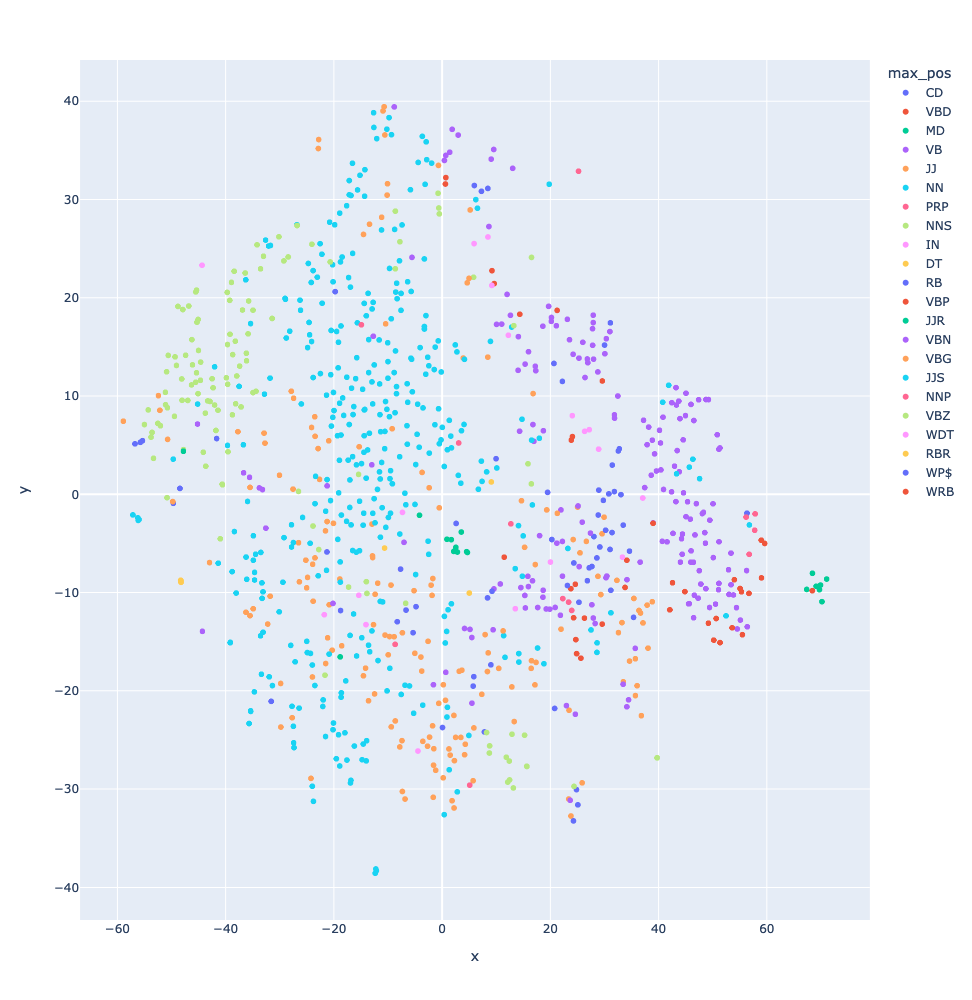 max_pos
CD
VBD
MD
VB
JJ
NN
PRP
NNS
IN
DT
RB
VBP
JJR
VBN
VBG
JJS
NNP
VBZ
WDT
RBR
WP$
WRB
40
30
20
10
0
−10
−20
−30
−40
y
−60 −40 −20 0 20 40 60
x